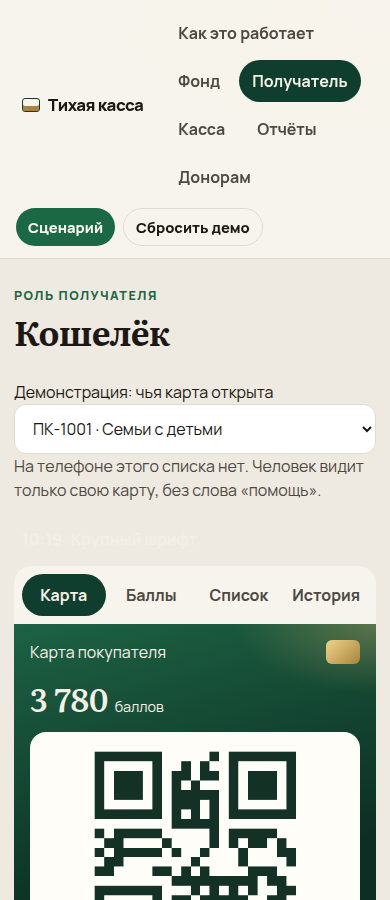 Тихая касса
Как это работает
Фонд
Получатель
Касса
Отчёты
Донорам
Сценарий
Сбросить демо
РОЛЬ ПОЛУЧАТЕЛЯ
Кошелёк
Демонстрация: чья карта открыта
ПК-1001 · Семьи с детьми
На телефоне этого списка нет. Человек видит
только свою карту, без слова «помощь».
10:19 Крупный шрифт
Карта
Баллы
Список
История
Карта покупателя
3 780 баллов